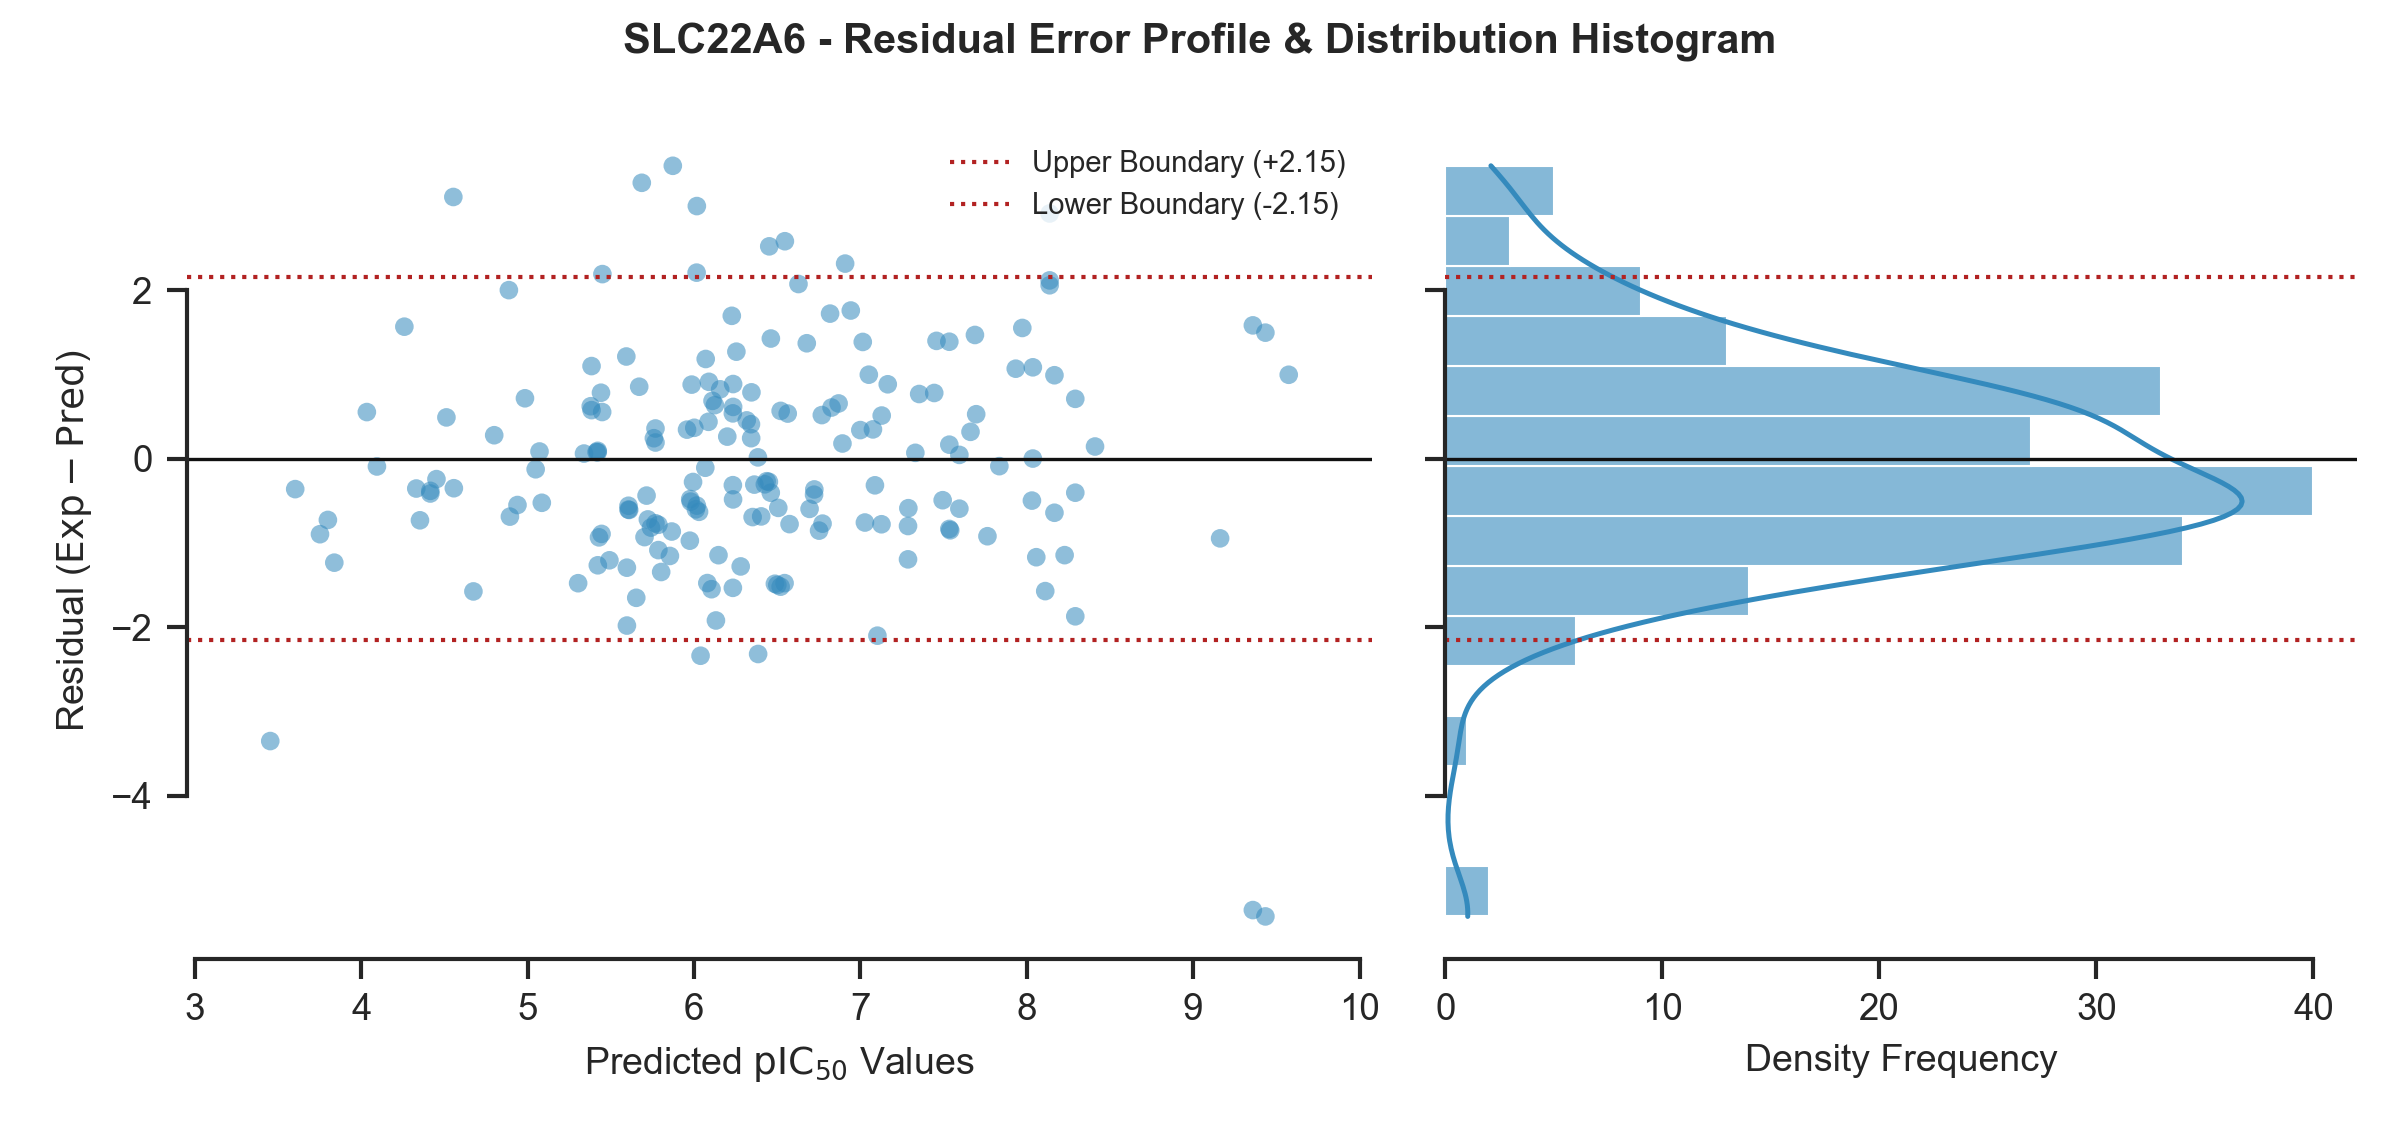 SLC22A6 - Residual Error Profile & Distribution Histogram
Upper Boundary (+2.15)
Lower Boundary (-2.15)
Residual (Exp − Pred)
2
0
−2
−4
3 4 5 6 7 8 9 10
Predicted pIC50 Values
0 10 20 30 40
Density Frequency